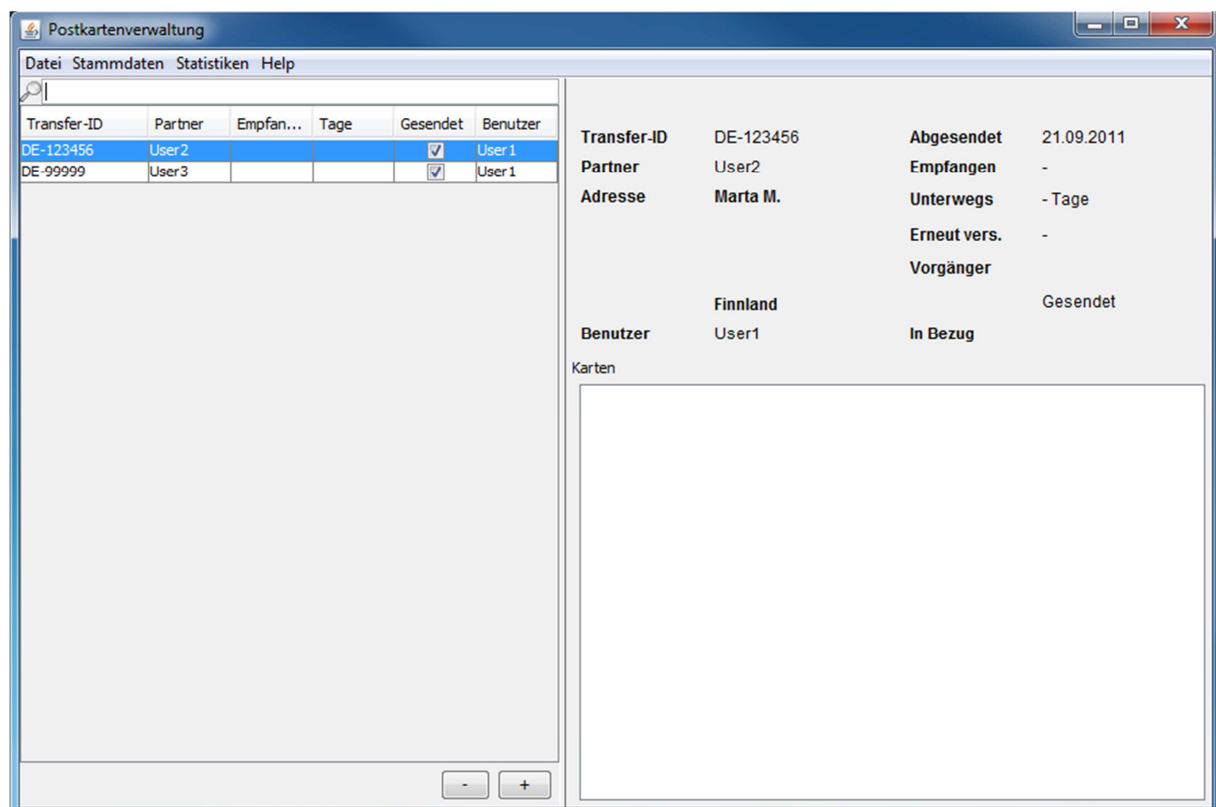 Postkartenverwaltung
Datei Stammdaten Statistiken Help
Transfer-ID Partner Empfan... Tage Gesendet Benutzer
DE-123456 User2 User1
DE-99999 User3 User1
- +
Transfer-ID DE-123456 Abgesendet 21.09.2011
Partner User2 Empfangen -
Adresse Marta M. Unterwegs - Tage
Erneut vers. -
Vorgänger
Finnland Gesendet
Benutzer User1 In Bezug
Karten